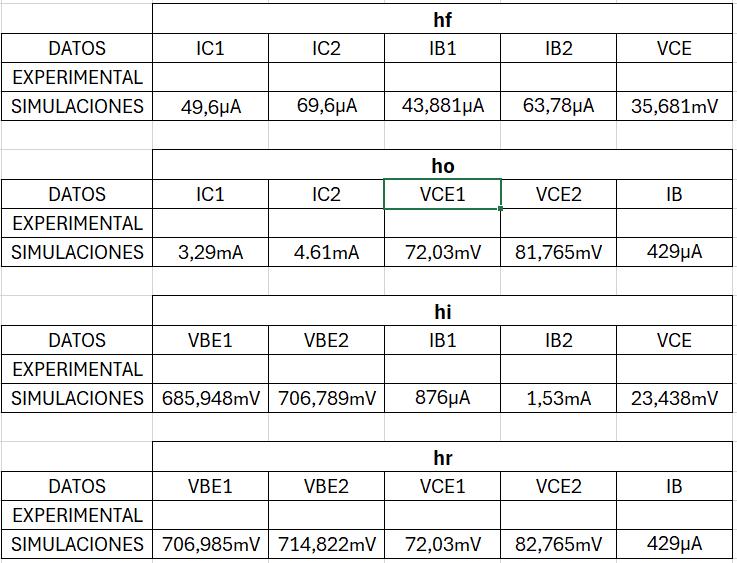 hf
DATOS IC1 IC2 IB1 IB2 VCE
EXPERIMENTAL
SIMULACIONES 49,6μA 69,6μA 43,881μA 63,78μA 35,681mV
ho
DATOS IC1 IC2 VCE1 VCE2 IB
EXPERIMENTAL
SIMULACIONES 3,29mA 4.61mA 72,03mV 81,765mV 429μA
hi
DATOS VBE1 VBE2 IB1 IB2 VCE
EXPERIMENTAL
SIMULACIONES 685,948mV 706,789mV 876μA 1,53mA 23,438mV
hr
DATOS VBE1 VBE2 VCE1 VCE2 IB
EXPERIMENTAL
SIMULACIONES 706,985mV 714,822mV 72,03mV 82,765mV 429μA